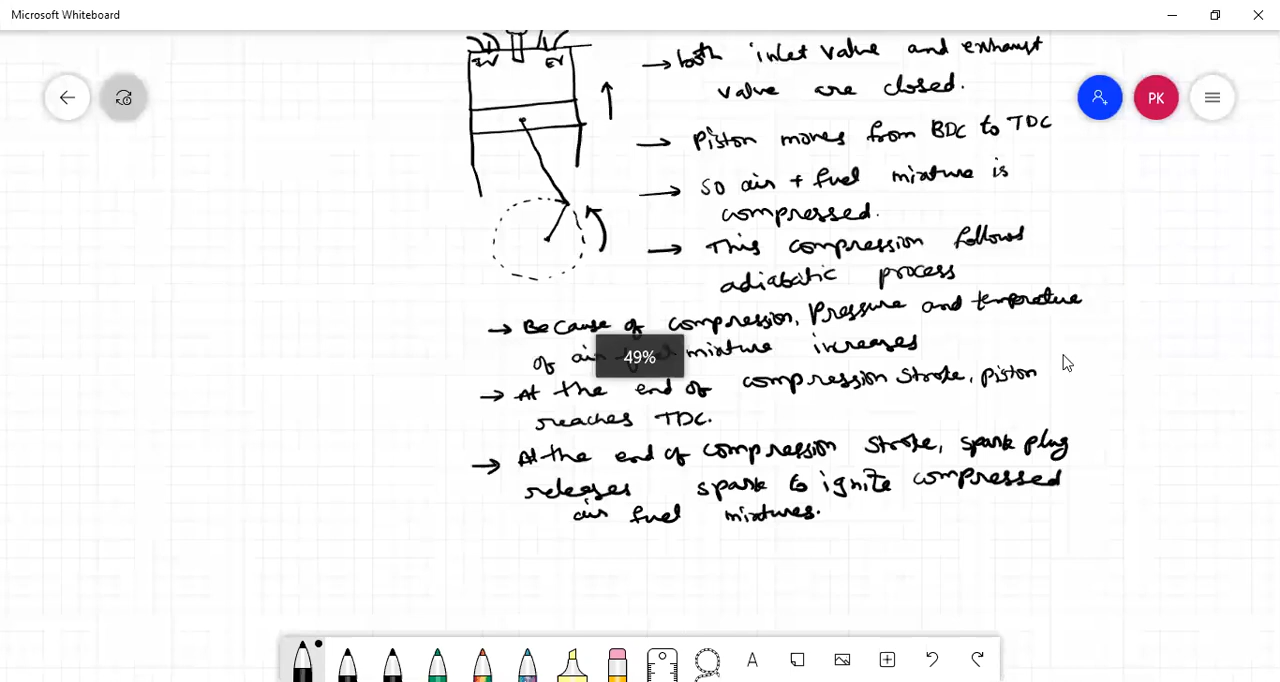 Microsoft Whiteboard
IV EV
→ both inlet valve and exhaust
valve are closed.
PK
→ Piston moves from BDC to TDC
→ SO air + fuel mixture is
compressed.
→ This compression follows
adiabatic process
→ Because of compression, Pressure and temperature
of air mixture increases
49%
→ At the end of compression stroke, piston
reaches TDC.
→ At the end of compression stroke, spark plug
releases spark to ignite compressed
air fuel mixtures.
A